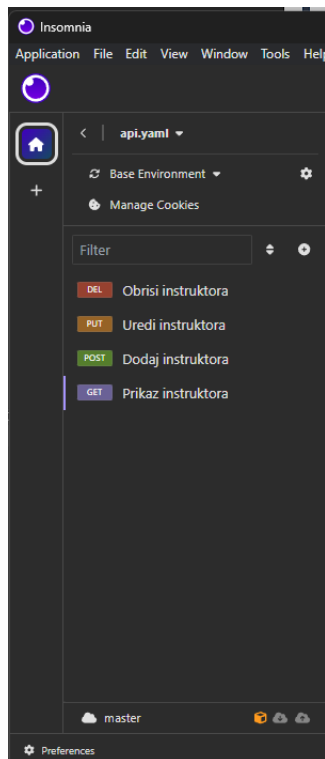 Insomnia
Application File Edit View Window Tools Help
api.yaml
Base Environment
Manage Cookies
Filter
DEL Obrisi instruktora
PUT Uredi instruktora
POST Dodaj instruktora
GET Prikaz instruktora
master
Preferences